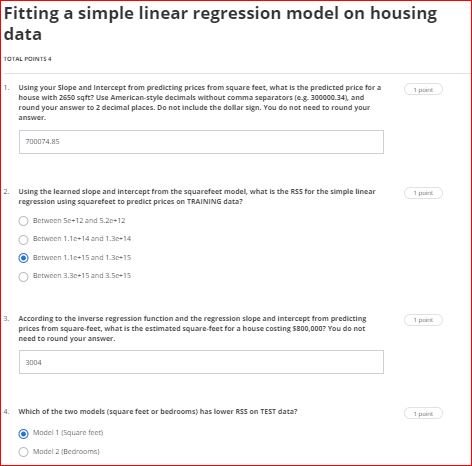 Fitting a simple linear regression model on housing
data
TOTAL POINTS 4
1. Using your Slope and Intercept from predicting prices from square feet, what is the predicted price for a 1 point
house with 2650 sqft? Use American-style decimals without comma separators (e.g. 300000.34), and
round your answer to 2 decimal places. Do not include the dollar sign. You do not need to round your
answer.
700074.85
2. Using the learned slope and intercept from the squarefeet model, what is the RSS for the simple linear 1 point
regression using squarefeet to predict prices on TRAINING data?
Between 5e+12 and 5.2e+12
Between 1.1e+14 and 1.3e+14
Between 1.1e+15 and 1.3e+15
Between 3.3e+15 and 3.5e+15
3. According to the inverse regression function and the regression slope and intercept from predicting 1 point
prices from square-feet, what is the estimated square-feet for a house costing $800,000? You do not
need to round your answer.
3004
4. Which of the two models (square feet or bedrooms) has lower RSS on TEST data? 1 point
Model 1 (Square feet)
Model 2 (Bedrooms)